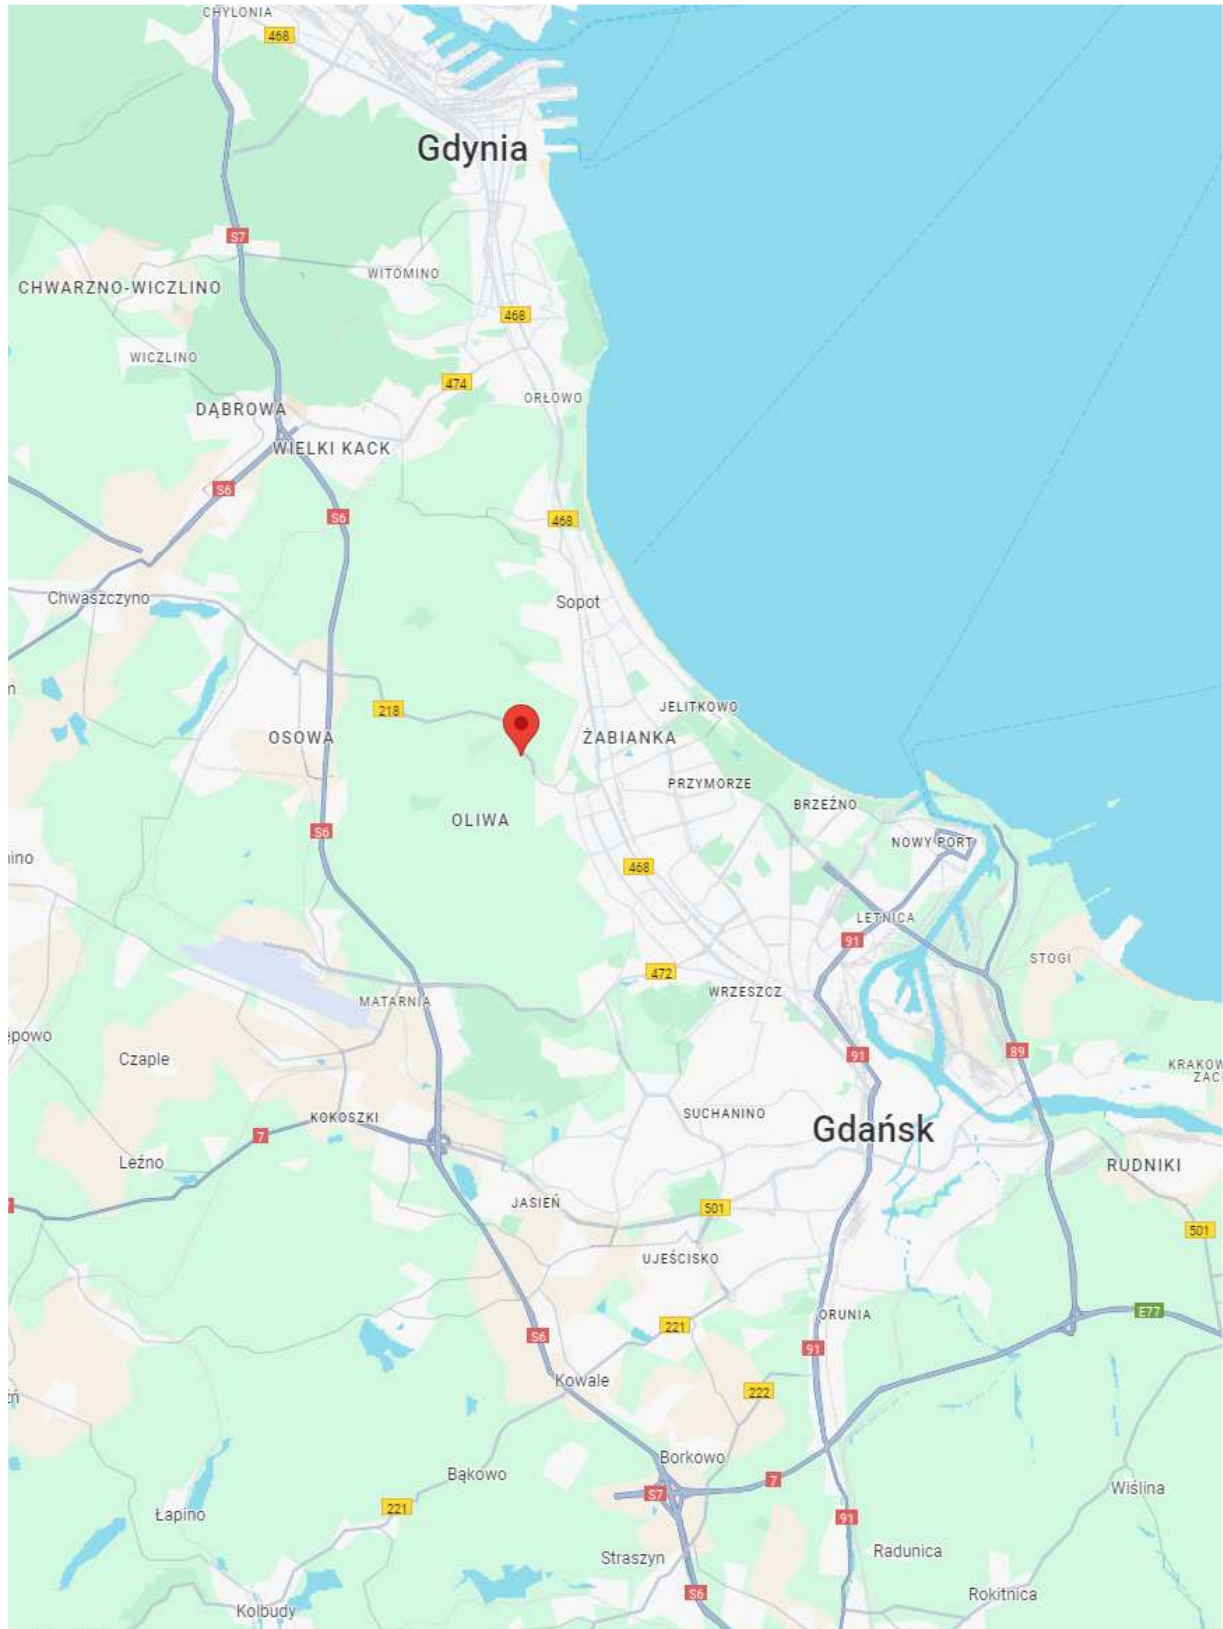 CHYLONIA
468
Gdynia
S7
WITOMINO
CHWARZNO-WICZLINO
468
WICZLINO
474
ORŁOWO
DĄBROWA
WIELKI KACK
S6
S6
468
Chwaszczyno
Sopot
218
JELITKOWO
OSOWA
ŻABIANKA
PRZYMORZE
BRZEŹNO
OLIWA
S6
NOWY PORT
468
LETNICA
91
STOGI
472
WRZESZCZ
MATARNIA
Czaple
91
89
KOKOSZKI
SUCHANINO
Gdańsk
7
Leźno
RUDNIKI
JASIEŃ
501
501
UJEŚCISKO
E77
ORUNIA
221
S6
91
Kowale
222
Borkowo
Bąkowo
7
S7
Wiślina
221
Łapino
91
Straszyn
Radunica
S6
Rokitnica
Kolbudy